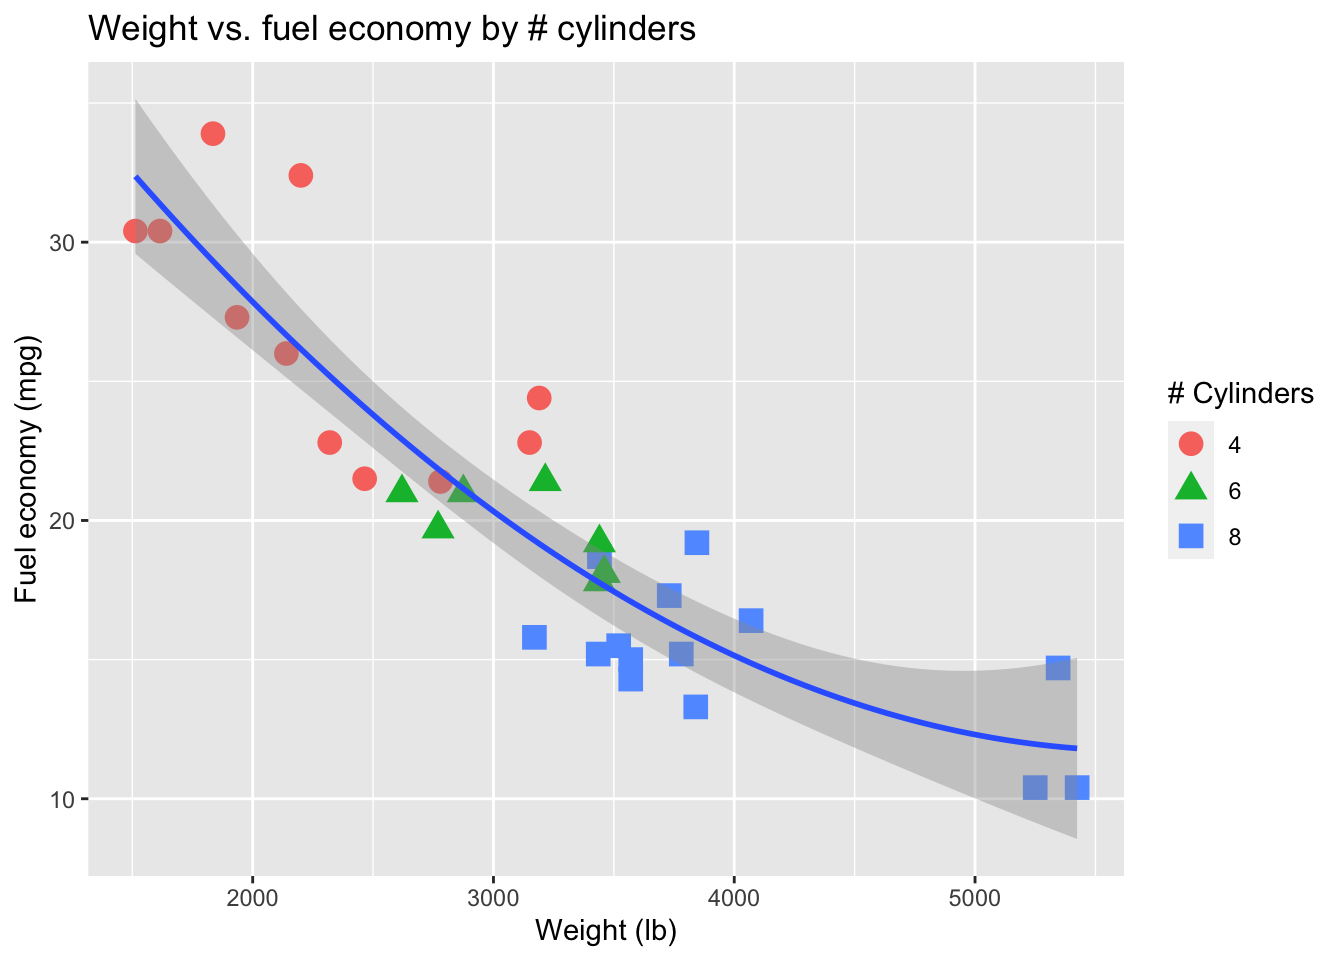 Weight vs. fuel economy by # cylinders
Fuel economy (mpg)
30
20
10
2000 3000 4000 5000
Weight (lb)
# Cylinders
4
6
8